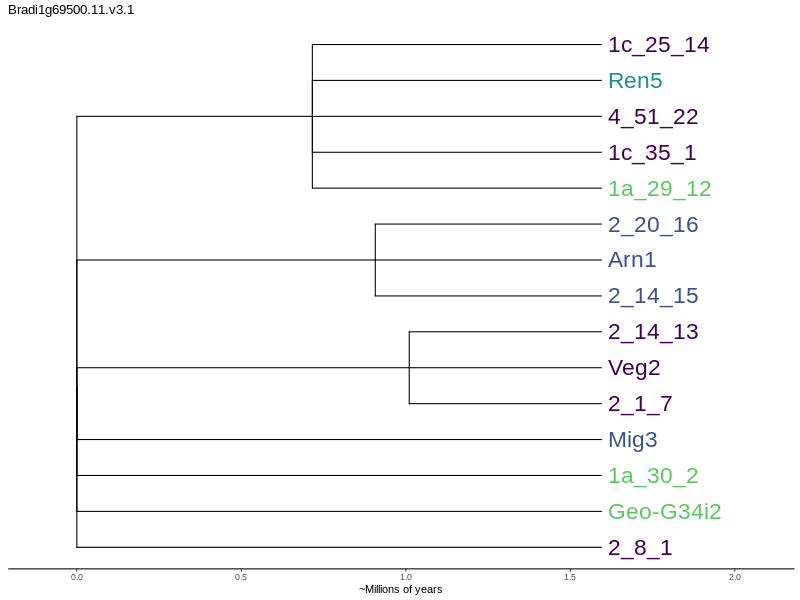 Bradi1g69500.11.v3.1
1c_25_14
Ren5
4_51_22
1c_35_1
1a_29_12
2_20_16
Arn1
2_14_15
2_14_13
Veg2
2_1_7
Mig3
1a_30_2
Geo-G34i2
2_8_1
0.0 0.5 1.0 1.5 2.0
~Millions of years